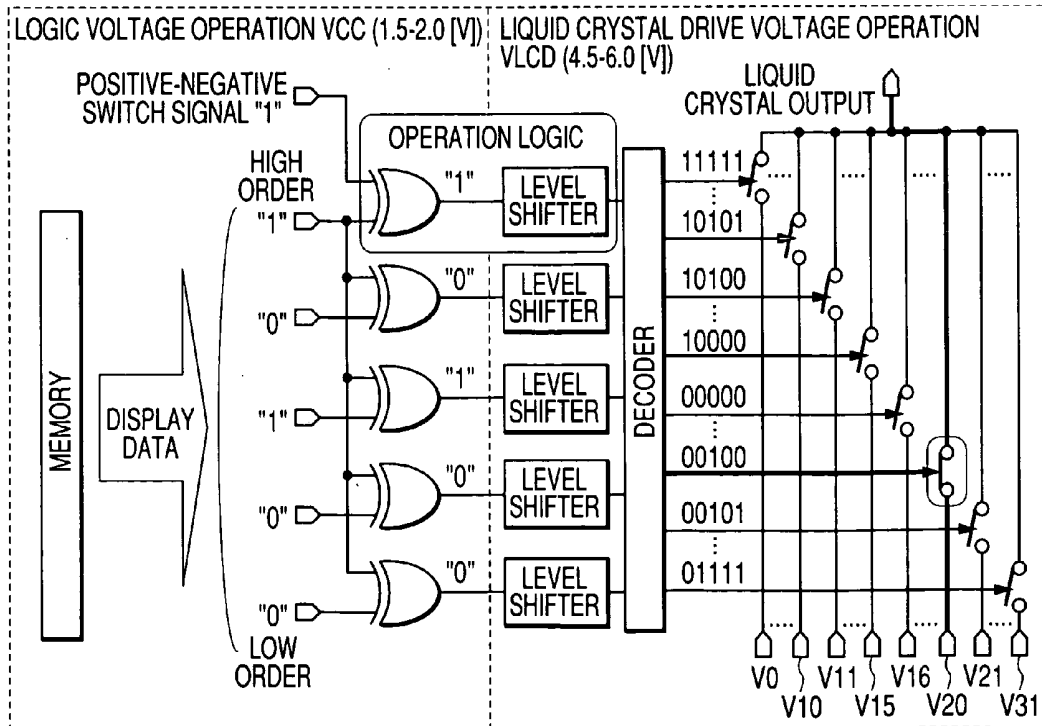 LOGIC VOLTAGE OPERATION VCC (1.5-2.0 [V])
LIQUID CRYSTAL DRIVE VOLTAGE OPERATION
VLCD (4.5-6.0 [V])
POSITIVE-NEGATIVE
SWITCH SIGNAL "1"
LIQUID
CRYSTAL OUTPUT
OPERATION LOGIC
HIGH
ORDER
"1"
"1"
LEVEL
SHIFTER
11111
10101
"0"
"0"
LEVEL
SHIFTER
10100
10000
MEMORY
DISPLAY
DATA
"1"
"1"
LEVEL
SHIFTER
DECODER
00000
00100
"0"
"0"
LEVEL
SHIFTER
00101
01111
"0"
"0"
LEVEL
SHIFTER
LOW
ORDER
V0
V10
V11
V15
V16
V20
V21
V31